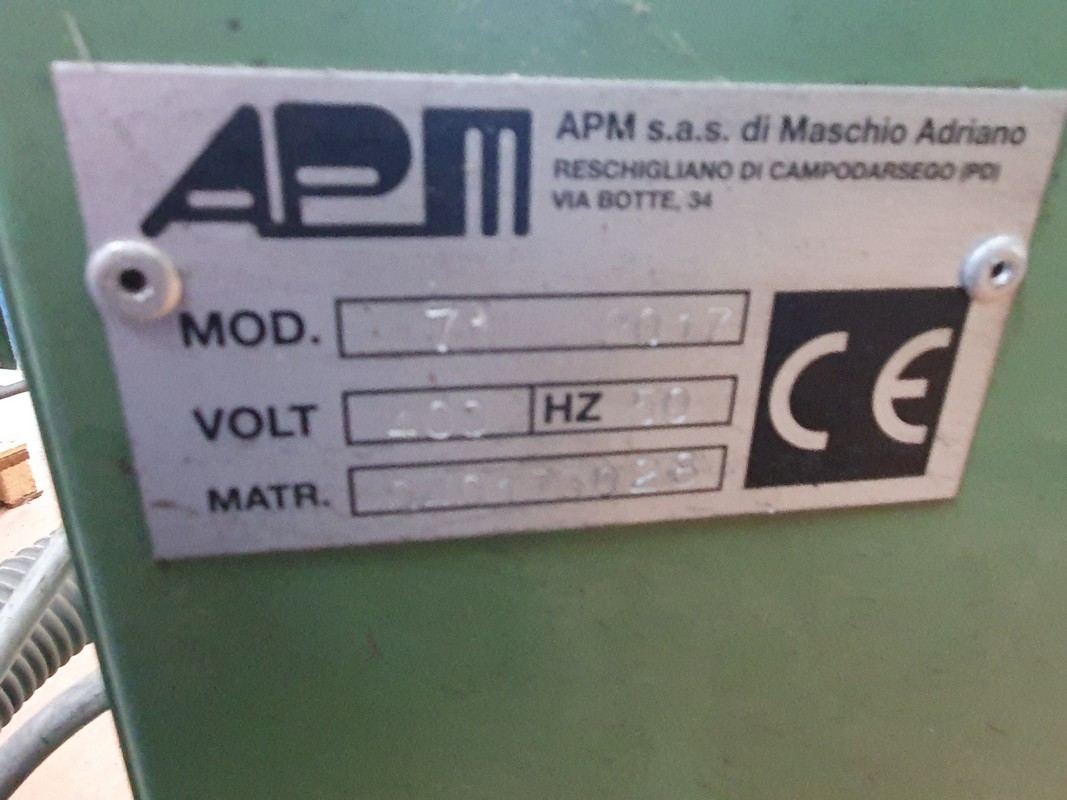 APM
APM s.a.s. di Maschio Adriano
RESCHIGLIANO DI CAMPODARSEGO (PD)
VIA BOTTE, 34
MOD.
VOLT 400 HZ 50
MATR.
CE